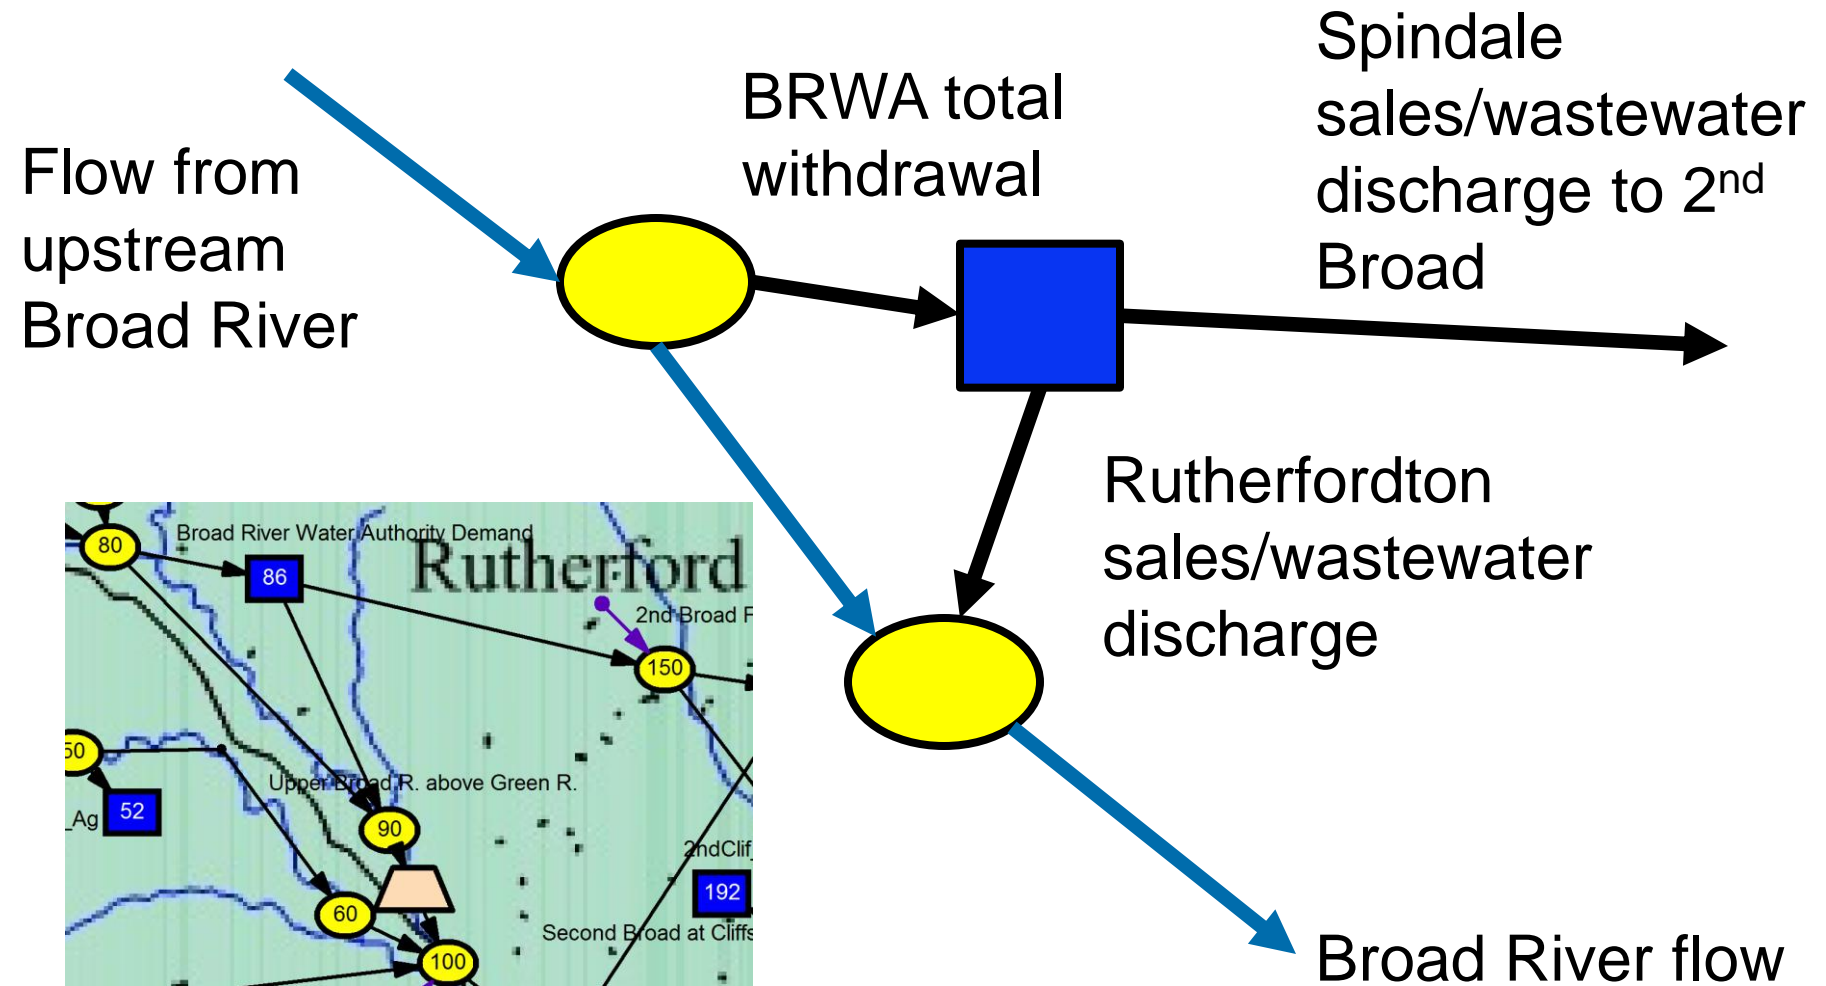 Flow from
upstream
Broad River
BRWA total
withdrawal
Spindale
sales/wastewater
discharge to 2nd
Broad
Rutherfordton
sales/wastewater
discharge
Broad River flow
80
Broad River Water Authority Demand
86
Rutherford
2nd Broad
150
50
52
_Ag
Upper Broad R. above Green R.
90
2ndClif
192
60
Second Broad at Cliffs
100